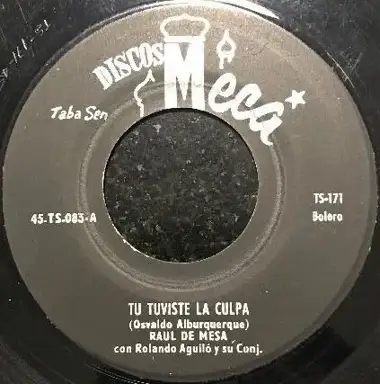 DISCOS
Meca
Taba Sen
45-TS-083-A
TS-171
Bolero
TU TUVISTE LA CULPA
(Osvaldo Alburquerque)
RAUL DE MESA
con Rolando Aguiló y su Conj.